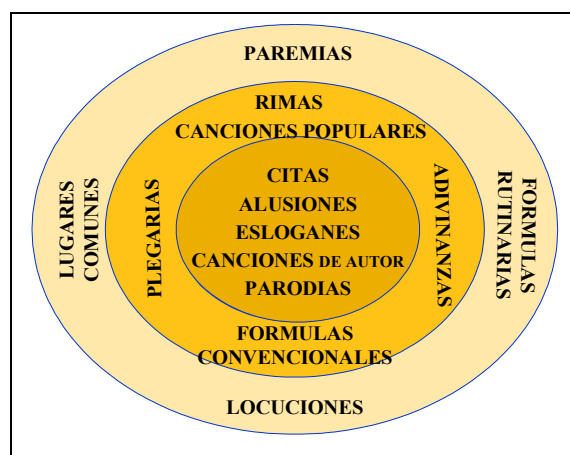 PAREMIAS
RIMAS
CANCIONES POPULARES
CITAS
ALUSIONES
ESLOGANES
CANCIONES DE AUTOR
PARODIAS
LUGARES
COMUNES
PLEGARIAS
ADIVINANZAS
FORMULAS
RUTINARIAS
FORMULAS
CONVENCIONALES
LOCUCIONES